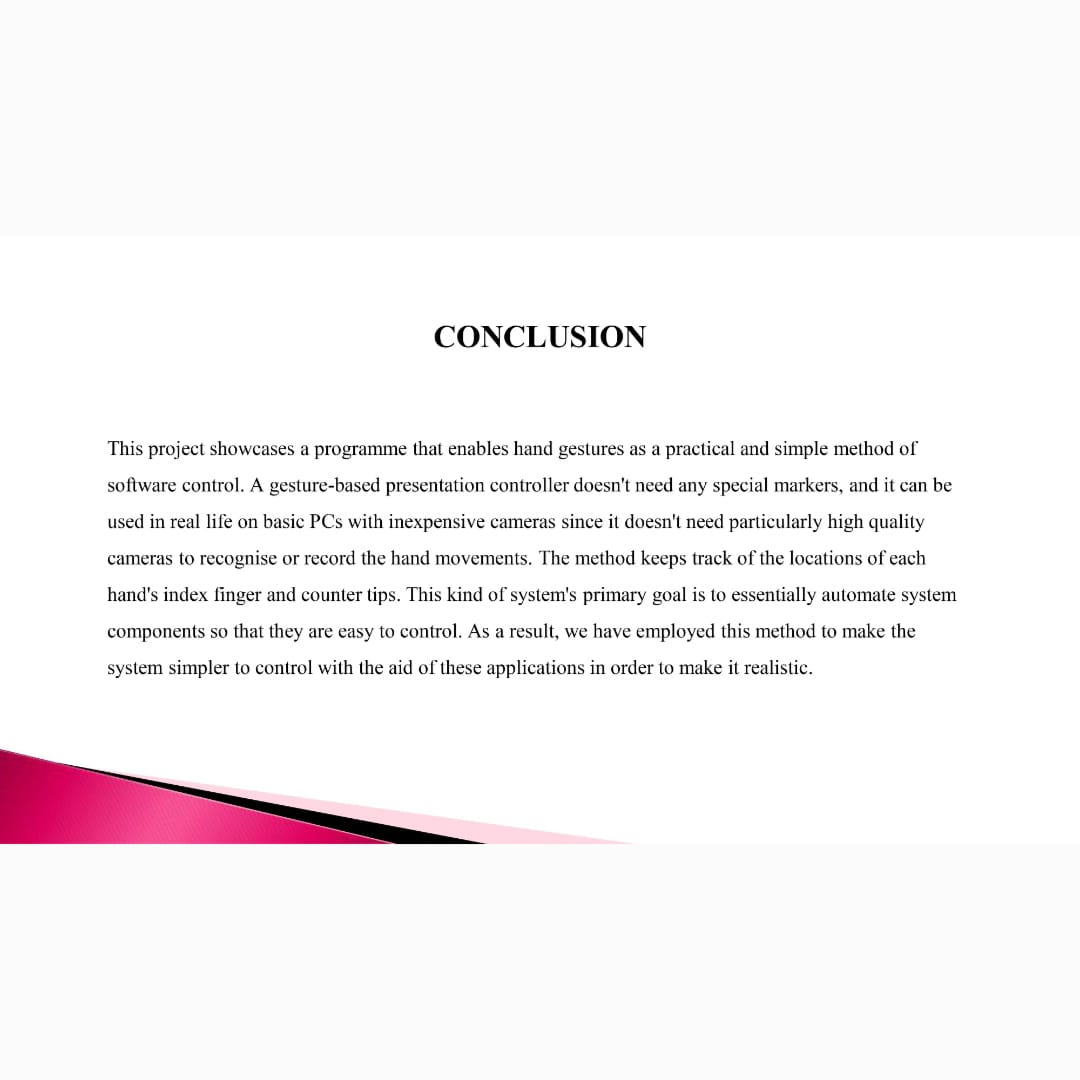 CONCLUSION
This project showcases a programme that enables hand gestures as a practical and simple method of
software control. A gesture-based presentation controller doesn't need any special markers, and it can be
used in real life on basic PCs with inexpensive cameras since it doesn't need particularly high quality
cameras to recognise or record the hand movements. The method keeps track of the locations of each
hand's index finger and counter tips. This kind of system's primary goal is to essentially automate system
components so that they are easy to control. As a result, we have employed this method to make the
system simpler to control with the aid of these applications in order to make it realistic.